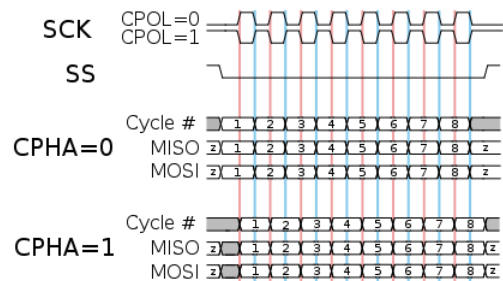 SCK
CPOL=0
CPOL=1
SS
CPHA=0
Cycle # 1 2 3 4 5 6 7 8
MISO z 1 2 3 4 5 6 7 8 z
MOSI z 1 2 3 4 5 6 7 8 z
CPHA=1
Cycle # 1 2 3 4 5 6 7 8
MISO z 1 2 3 4 5 6 7 8 z
MOSI z 1 2 3 4 5 6 7 8 z